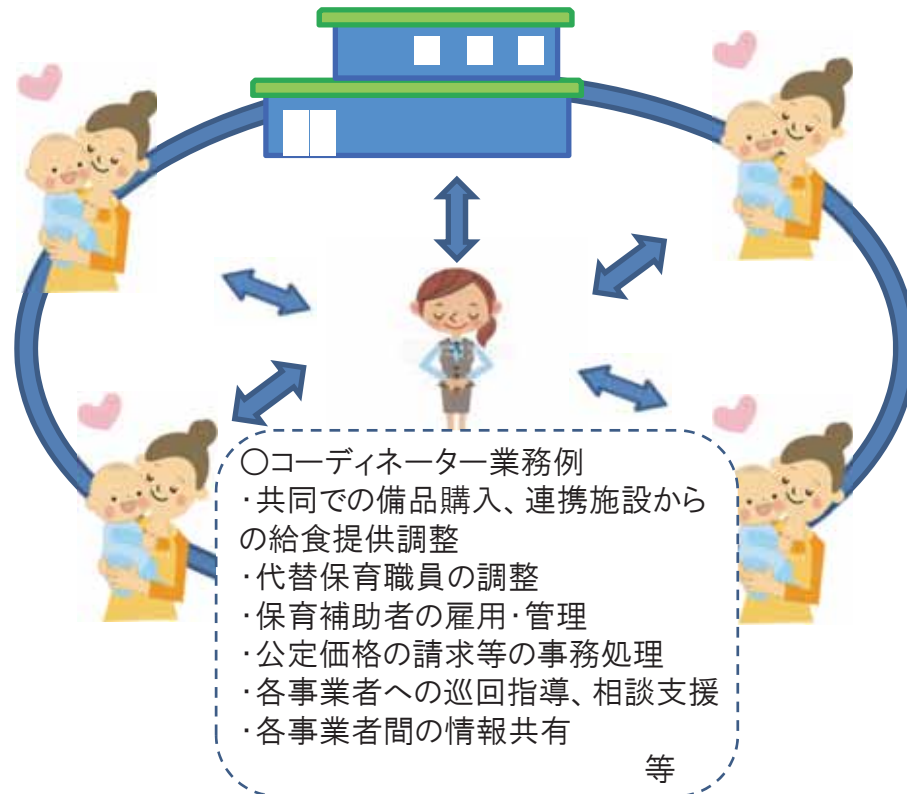 〇コーディネーター業務例
・共同での備品購入、連携施設から
の給食提供調整
・代替保育職員の調整
・保育補助者の雇用・管理
・公定価格の請求等の事務処理
・各事業者への巡回指導、相談支援
・各事業者間の情報共有
等